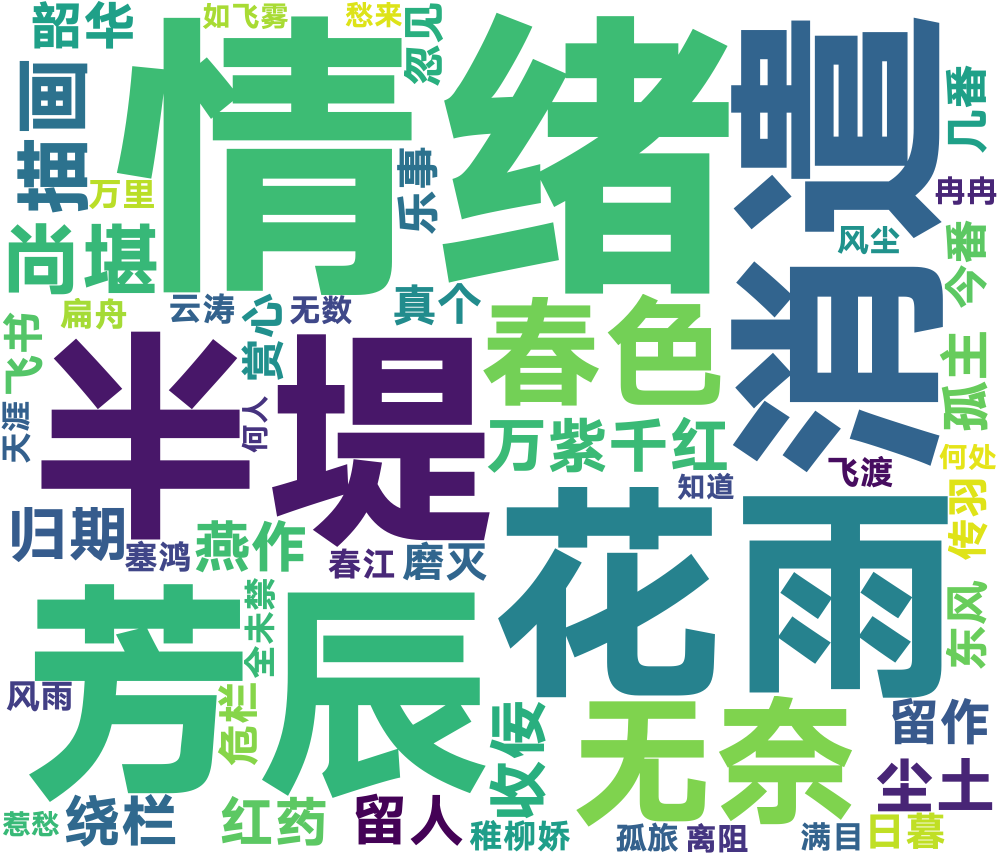 韶华
如飞雾
愁来
忽见
情绪
消遣
几番
描画
万里
乐事
冉冉
风尘
尚堪
今番
扁舟
云涛
赏心
无数
真个
春色
飞书
半堤
孤主
天涯
何人
万紫千红
何处
知道
飞渡
传羽
归期
塞鸿
燕作
春江
磨灭
花雨
芳辰
全未禁
东风
风雨
危栏
收佞
无奈
留作
尘土
惹愁
绕栏
红药
留人
稚柳娇
孤旅
离阻
满目
日暮